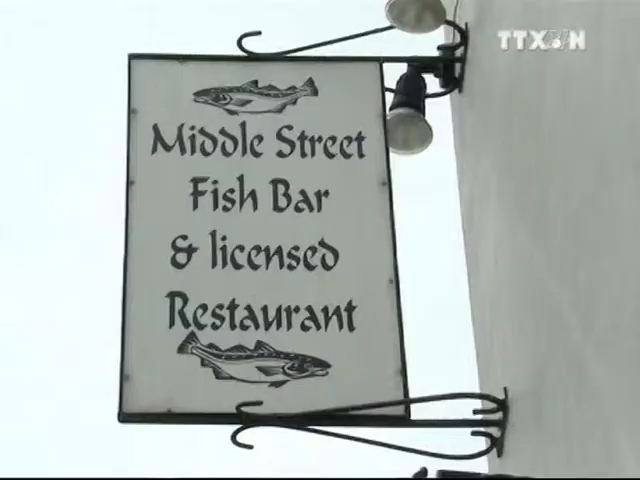 TTXVN
Middle Street
Fish Bar
& licensed
Restaurant